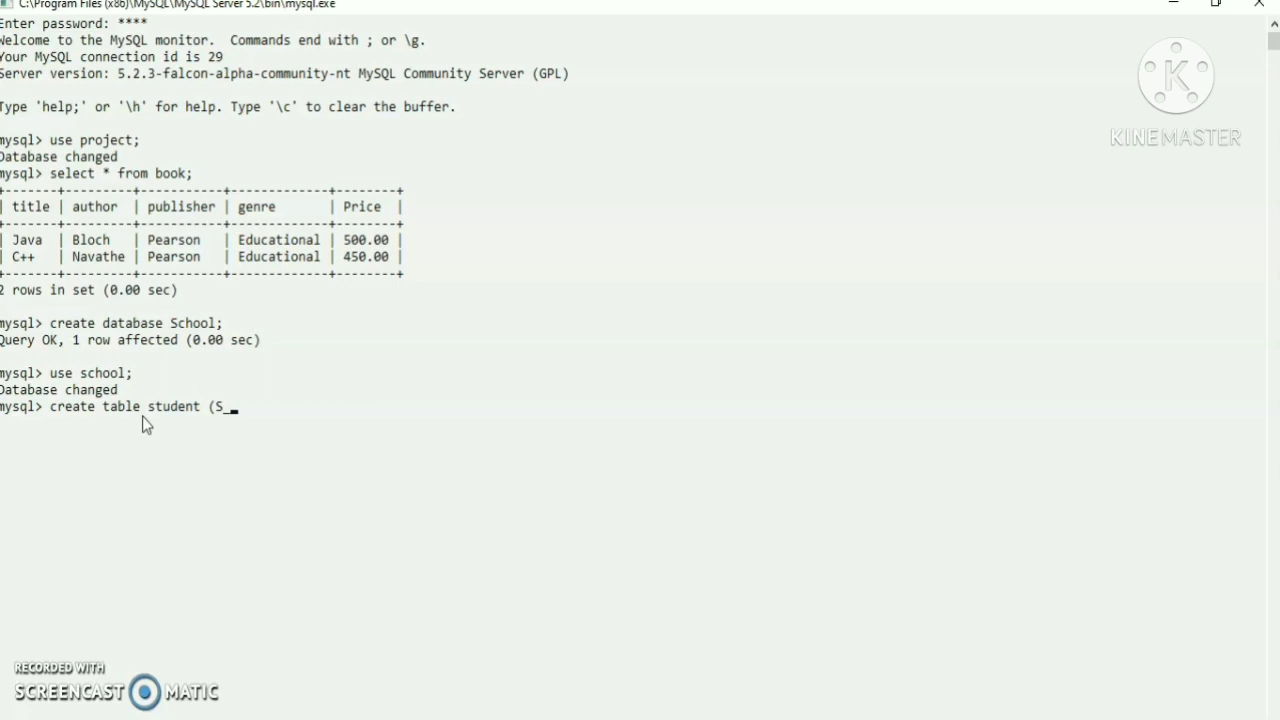 C:\Program Files (x86)\MySQL\MySQL Server 5.2\bin\mysql.exe
Enter password: ****
Welcome to the MySQL monitor.  Commands end with ; or \g.
Your MySQL connection id is 29
Server version: 5.2.3-falcon-alpha-community-nt MySQL Community Server (GPL)
Type 'help;' or '\h' for help. Type '\c' to clear the buffer.
mysql> use project;
Database changed
mysql> select * from book;
+-------+---------+-----------+-------------+--------+
| title | author  | publisher | genre       | Price  |
+-------+---------+-----------+-------------+--------+
| Java  | Bloch   | Pearson   | Educational | 500.00 |
| C++   | Navathe | Pearson   | Educational | 450.00 |
+-------+---------+-----------+-------------+--------+
2 rows in set (0.00 sec)
mysql> create database School;
Query OK, 1 row affected (0.00 sec)
mysql> use school;
Database changed
mysql> create table student (S_
K
KINEMASTER
RECORDED WITH
SCREENCAST MATIC